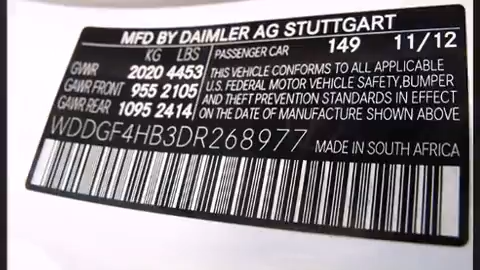 MFD BY DAIMLER AG STUTTGART
KG LBS PASSENGER CAR 149 11/12
GVWR 2020 4453
GAWR FRONT 955 2105
GAWR REAR 1095 2414
THIS VEHICLE CONFORMS TO ALL APPLICABLE
U.S. FEDERAL MOTOR VEHICLE SAFETY,BUMPER
AND THEFT PREVENTION STANDARDS IN EFFECT
ON THE DATE OF MANUFACTURE SHOWN ABOVE
WDDGF4HB3DR268977 MADE IN SOUTH AFRICA